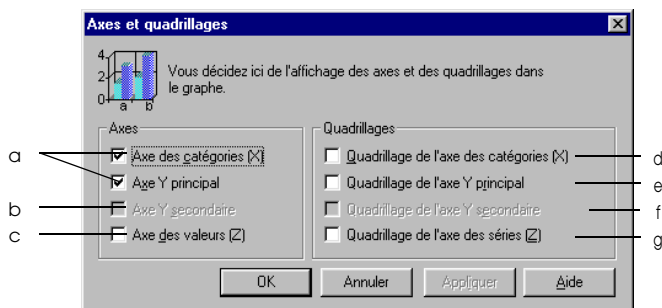 Axes et quadrillages
4
2
0
a b
Vous décidez ici de l'affichage des axes et des quadrillages dans
le graphe.
Axes
Quadrillages
a
Axe des catégories (X)
Quadrillage de l'axe des catégories (X)
d
Axe Y principal
Quadrillage de l'axe Y principal
e
b
Axe Y secondaire
Quadrillage de l'axe Y secondaire
f
c
Axe des valeurs (Z)
Quadrillage de l'axe des séries (Z)
g
OK
Annuler
Appliquer
Aide